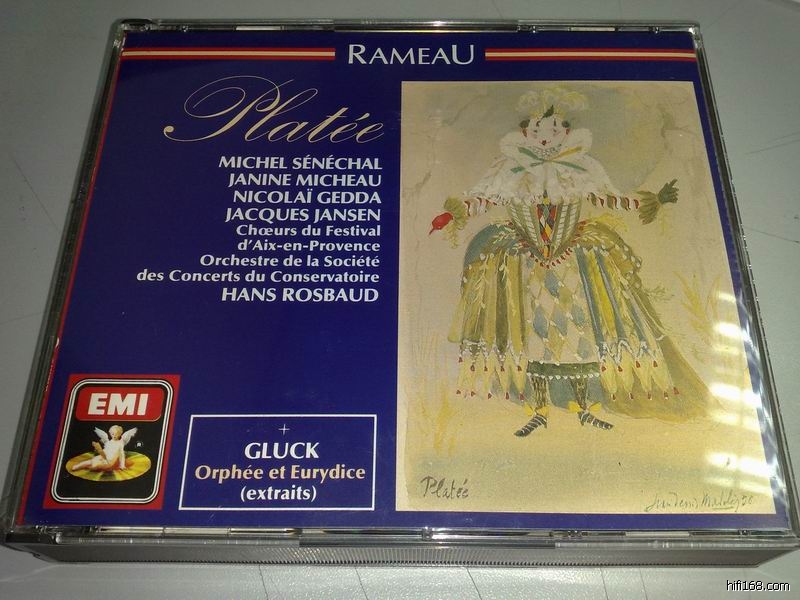 RAMEAU
Platée
MICHEL SÉNÉCHAL
JANINE MICHEAU
NICOLAÏ GEDDA
JACQUES JANSEN
Chœurs du Festival
d'Aix-en-Provence
Orchestre de la Société
des Concerts du Conservatoire
HANS ROSBAUD
EMI
+
GLUCK
Orphée et Eurydice
(extraits)
Platée
hifi168.com